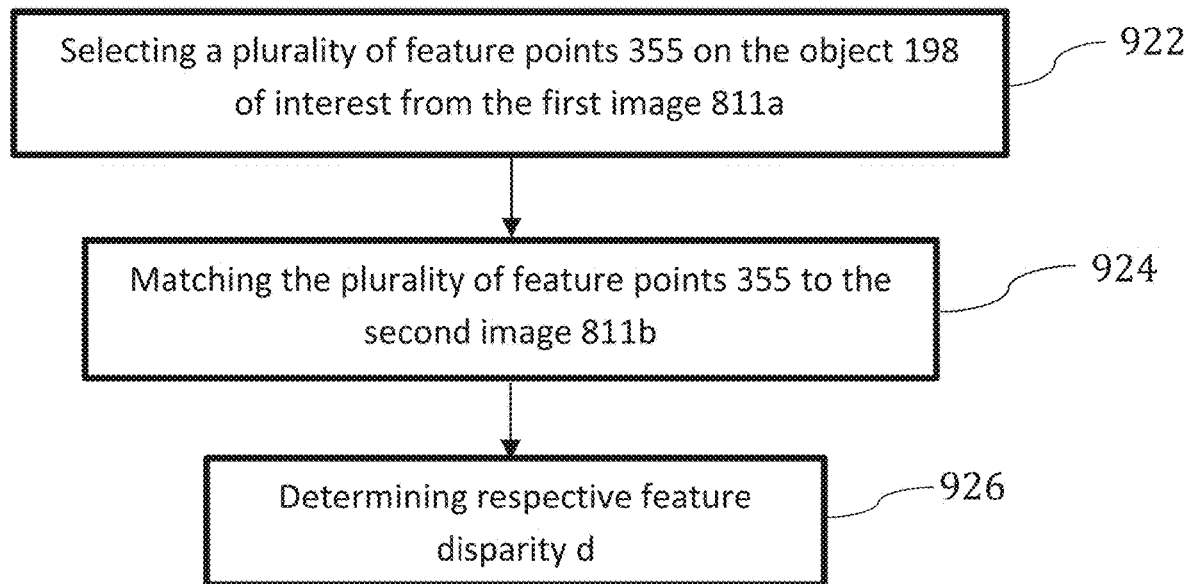 Selecting a plurality of feature points 355 on the object 198
of interest from the first image 811a
922
Matching the plurality of feature points 355 to the
second image 811b
924
Determining respective feature
disparity d
926